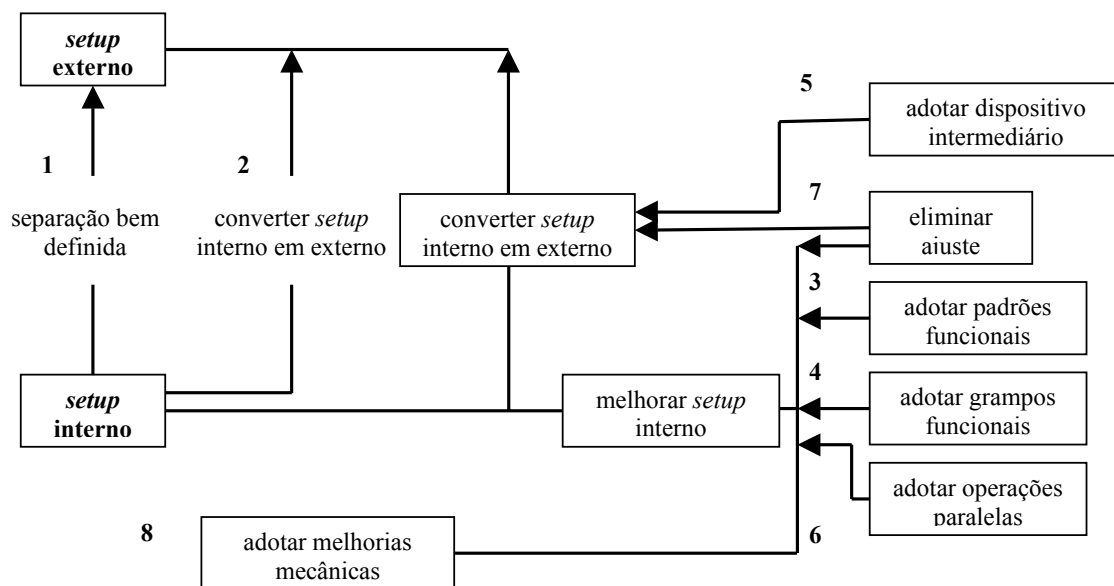 setup
externo
5
adotar dispositivo
intermediário
1
2
7
separação bem
definida
converter setup
interno em externo
converter setup
interno em externo
eliminar
ajuste
3
adotar padrões
funcionais
setup
interno
melhorar setup
interno
4
adotar grampos
funcionais
adotar operações
paralelas
8
adotar melhorias
mecânicas
6